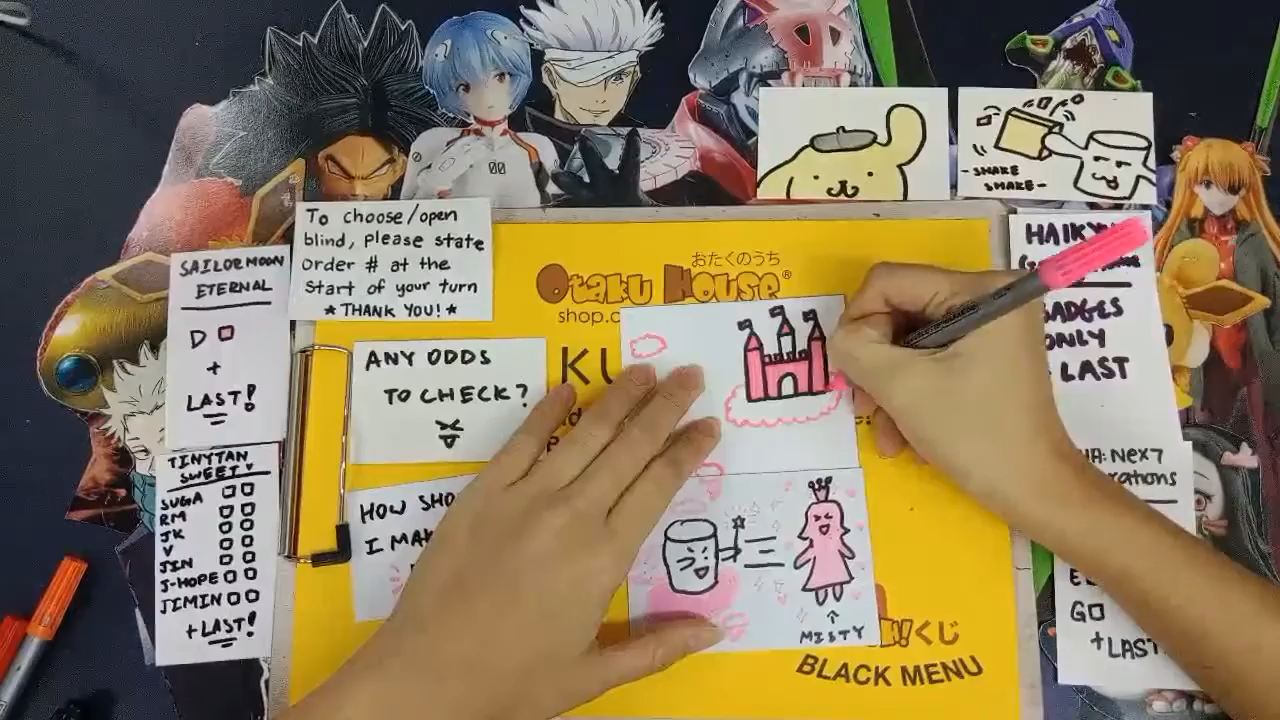 To choose/open
blind, please state
Order # at the
Start of your turn
*THANK YOU!*
SAILORMOON
ETERNAL
D
+
LAST!
TINYTAN
SWEET
SUGA
RM
JK
V
JIN
J-HOPE
JIMIN
+LAST!
ANY ODDS
TO CHECK?
HOW SHO
I MA
おたくのうち
Otaku House®
shop.c
KU
00
-SHAKE
SHAKE-
MISTY
くじ
BLACK MENU
HAIKY
BADGES
ONLY
LAST
HA: NEXT
rations
G
+LAST